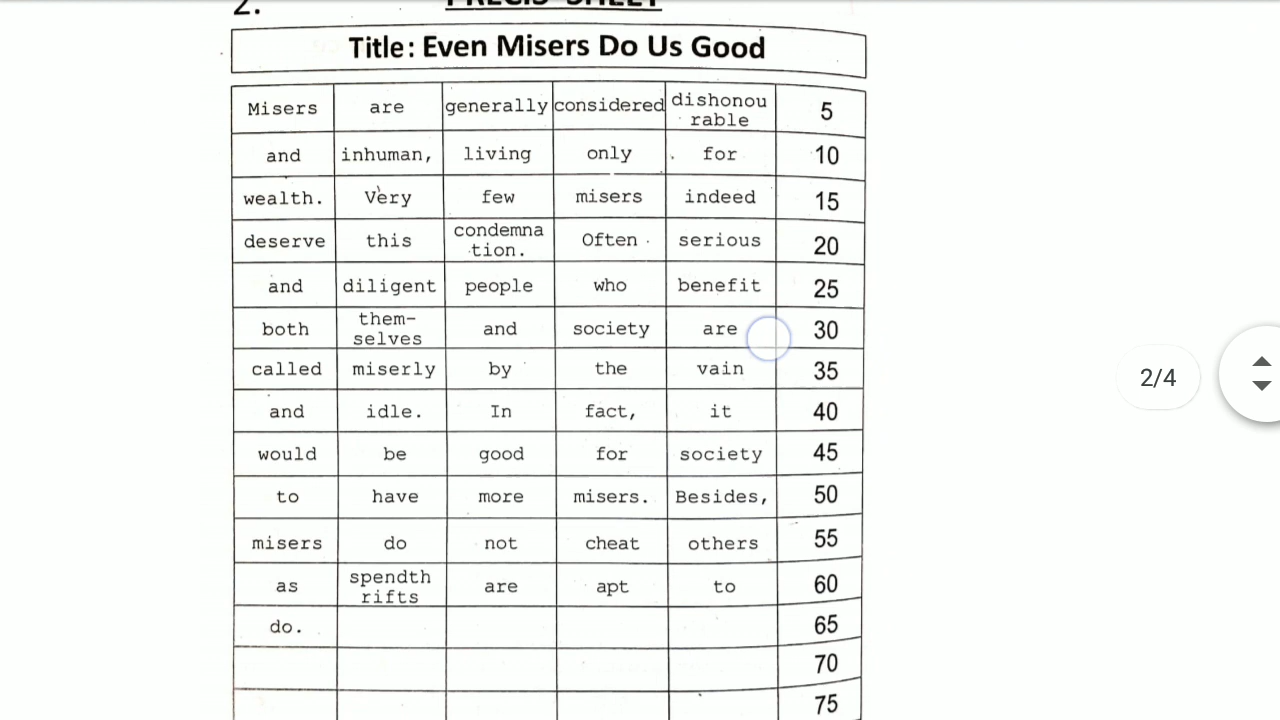 2. PRECIS SHEET
Title: Even Misers Do Us Good
Misers are generally considered dishonou
rable 5
and inhuman, living only for 10
wealth. Very few misers indeed 15
deserve this condemna
tion. Often serious 20
and diligent people who benefit 25
both them-
selves and society are 30
called miserly by the vain 35
and idle. In fact, it 40
would be good for society 45
to have more misers. Besides, 50
misers do not cheat others 55
as spendth
rifts are apt to 60
do. 65
70
75
2/4